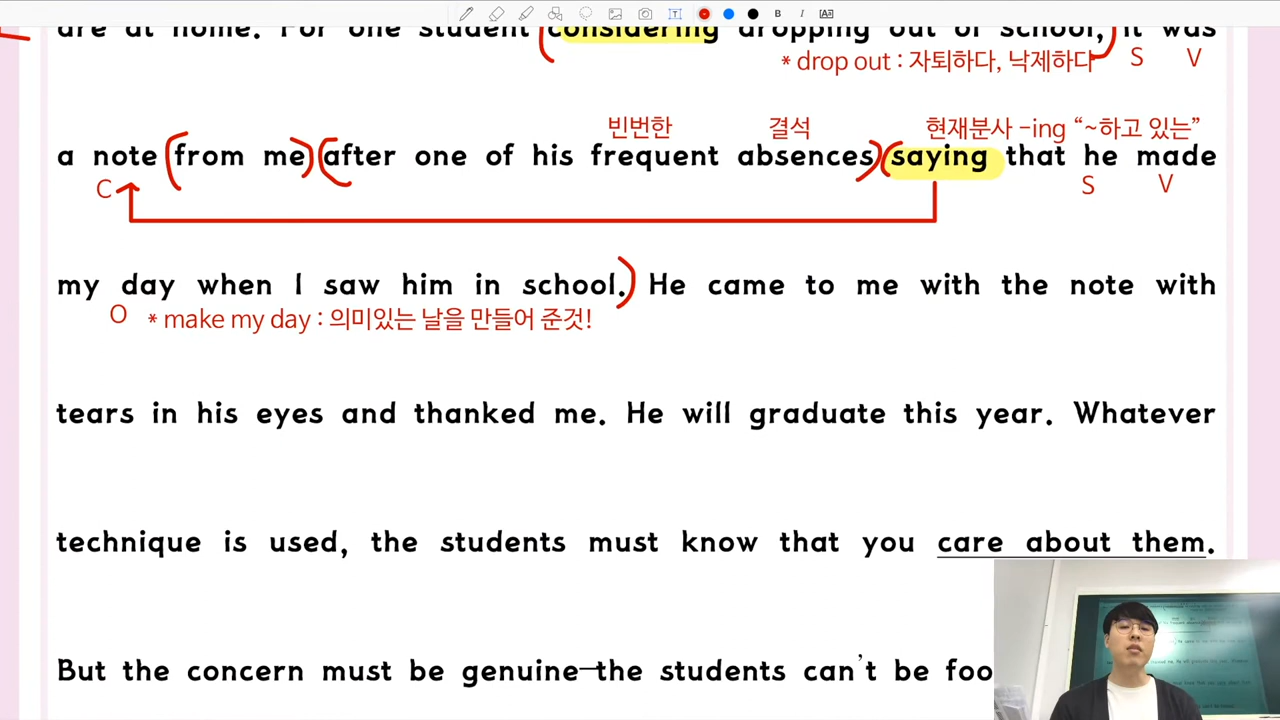 are at home. For one student (considering dropping out of school,) it was
* drop out : 자퇴하다, 낙제하다 S V
빈번한 결석 현재분사 -ing “~하고 있는”
a note (from me) (after one of his frequent absences) (saying that he made
C S V
my day when I saw him in school.) He came to me with the note with
O * make my day : 의미있는 날을 만들어 준것!
tears in his eyes and thanked me. He will graduate this year. Whatever
technique is used, the students must know that you care about them.
But the concern must be genuine—the students can't be foo